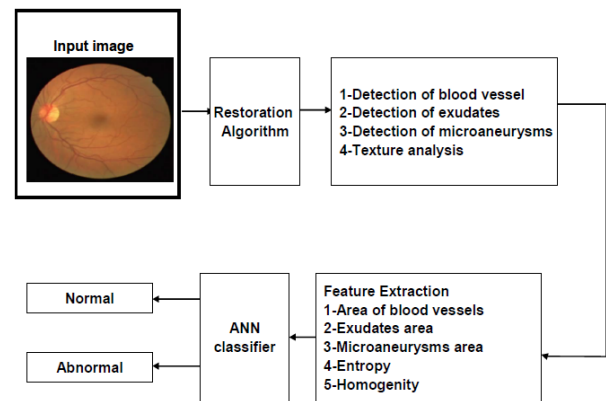 Input image
Restoration
Algorithm
1-Detection of blood vessel
2-Detection of exudates
3-Detection of microaneurysms
4-Texture analysis
Feature Extraction
1-Area of blood vessels
2-Exudates area
3-Microaneurysms area
4-Entropy
5-Homogenity
ANN
classifier
Normal
Abnormal